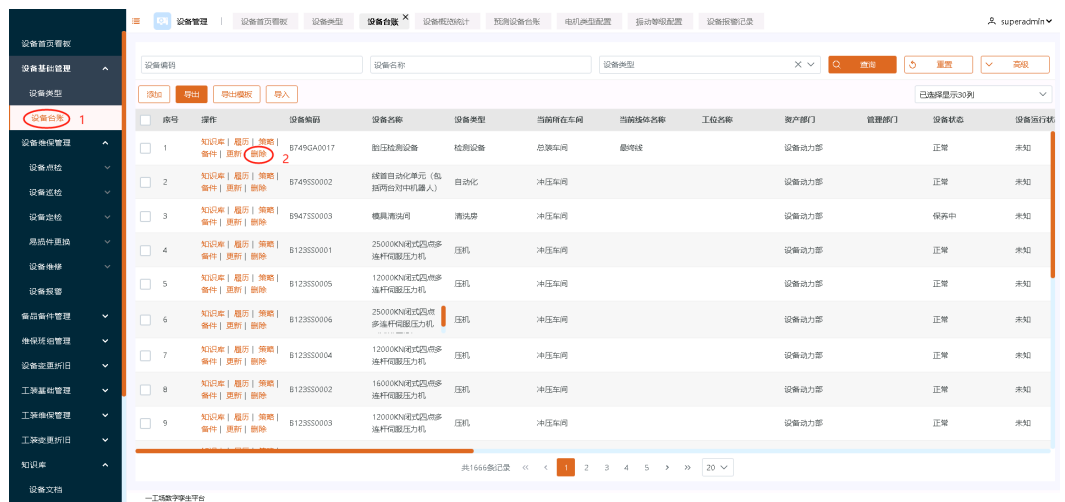 设备管理 设备首页看板 设备类型 设备台账 × 设备概览统计 预测设备台账 电机类型配置 振动等级配置 设备报警记录 superadmin
设备首页看板
设备基础管理
设备类型
设备台账 1
设备维保管理
设备点检
设备巡检
设备定检
易损件更换
设备维修
设备报警
备品备件管理
维保班组管理
设备变更折旧
工装基础管理
工装维保管理
工装变更折旧
知识库
设备文档
设备编码 设备名称 设备类型 查询 重置 高级
添加 导出 导出模板 导入 已选择显示30列
序号 操作 设备编码 设备名称 设备类型 当前所在车间 当前线体名称 工位名称 资产部门 管理部门 设备状态 设备运行状
1 知识库 | 履历 | 策略 | 备件 | 更新 | 删除 2 B749GA0017 胎压检测设备 检测设备 总装车间 最终线 设备动力部 正常 未知
2 知识库 | 履历 | 策略 | 备件 | 更新 | 删除 B749SS0002 线首自动化单元（包括两台对中机器人） 自动化 冲压车间 设备动力部 正常 未知
3 知识库 | 履历 | 策略 | 备件 | 更新 | 删除 B947SS0003 模具清洗间 清洗房 冲压车间 设备动力部 保养中 未知
4 知识库 | 履历 | 策略 | 备件 | 更新 | 删除 B123SS0001 25000KN闭式四点多连杆伺服压力机 压机 冲压车间 设备动力部 正常 未知
5 知识库 | 履历 | 策略 | 备件 | 更新 | 删除 B123SS0005 12000KN闭式四点多连杆伺服压力机 压机 冲压车间 设备动力部 正常 未知
6 知识库 | 履历 | 策略 | 备件 | 更新 | 删除 B123SS0006 25000KN闭式四点多连杆伺服压力机 压机 冲压车间 设备动力部 正常 未知
7 知识库 | 履历 | 策略 | 备件 | 更新 | 删除 B123SS0004 12000KN闭式四点多连杆伺服压力机 压机 冲压车间 设备动力部 正常 未知
8 知识库 | 履历 | 策略 | 备件 | 更新 | 删除 B123SS0002 16000KN闭式四点多连杆伺服压力机 压机 冲压车间 设备动力部 正常 未知
9 知识库 | 履历 | 策略 | 备件 | 更新 | 删除 B123SS0003 12000KN闭式四点多连杆伺服压力机 压机 冲压车间 设备动力部 正常 未知
共1666条记录 « < 1 2 3 4 5 > » 20
一工场数字孪生平台